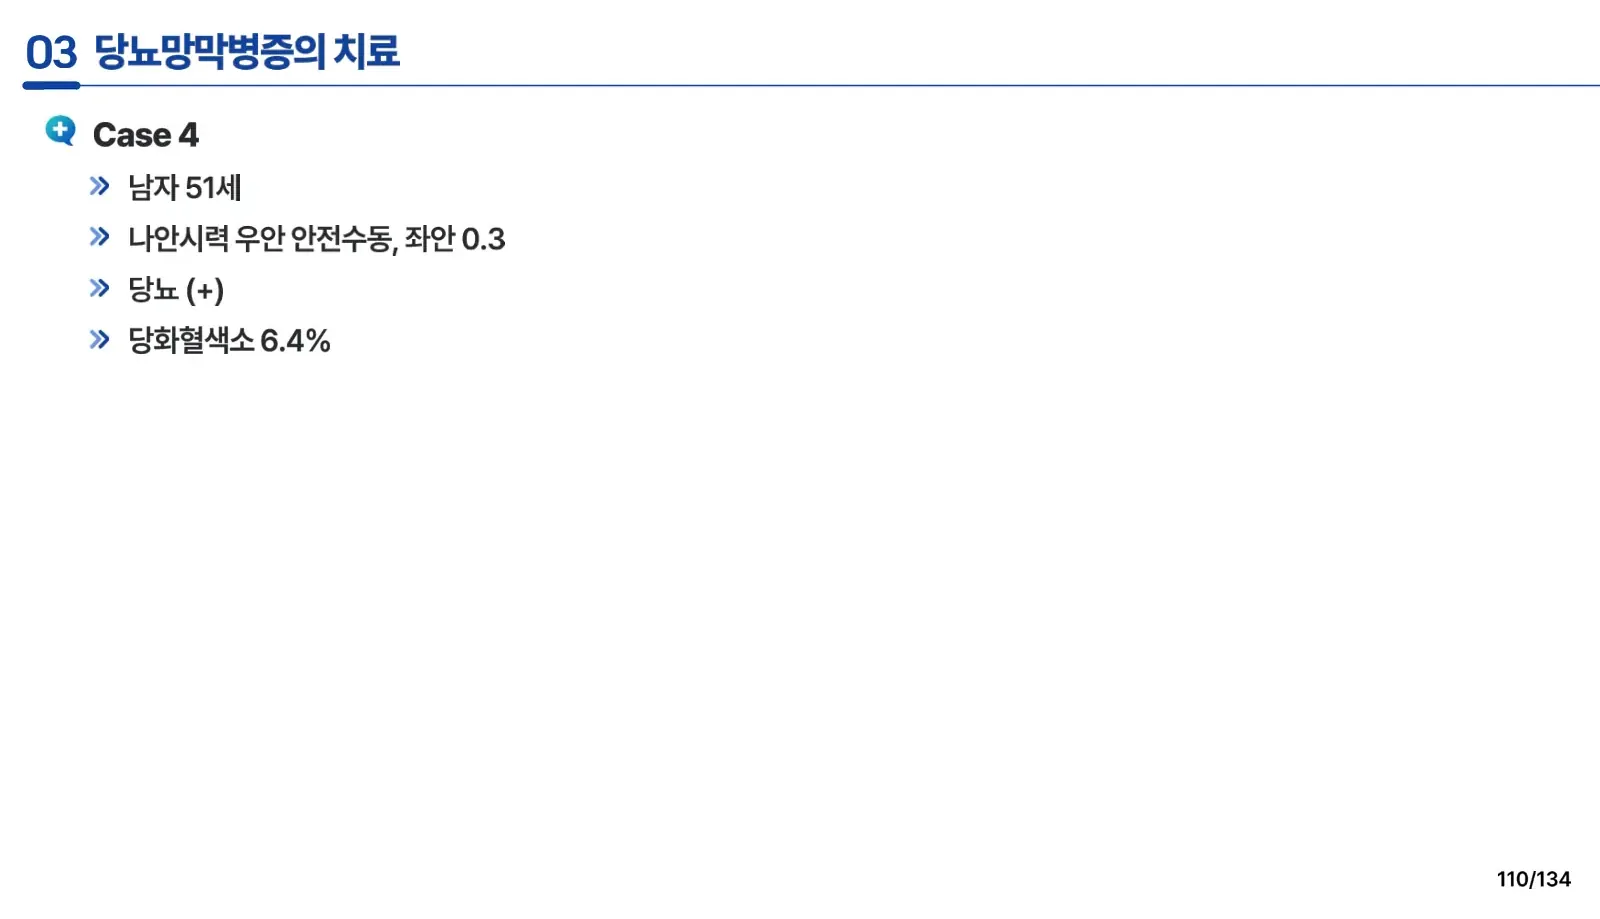 03 당뇨망막병증의 치료
Case 4
남자 51세
나안시력 우안 안전수동, 좌안 0.3
당뇨 (+)
당화혈색소 6.4%
110/134